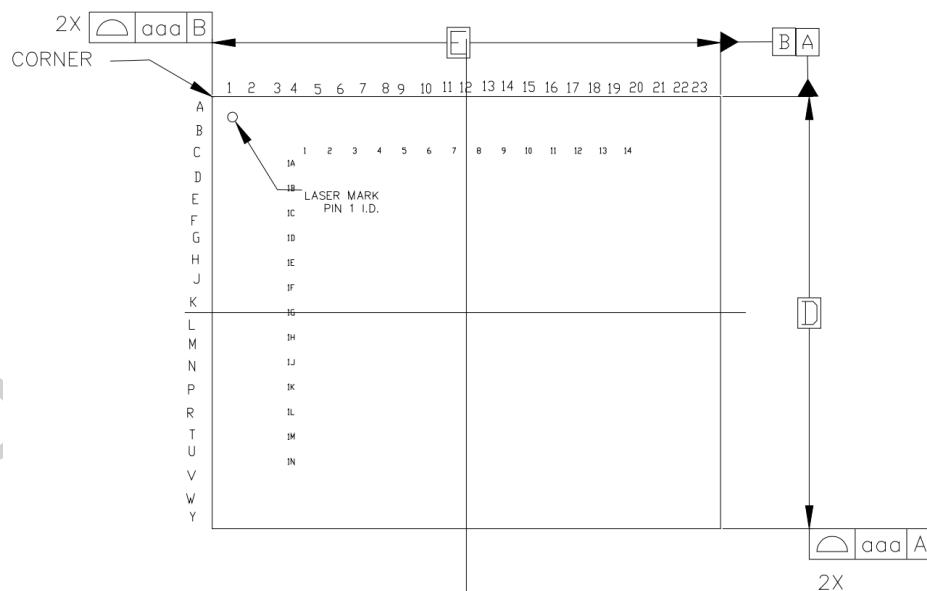 2X aaa B
E
B A
CORNER
1 2 3 4 5 6 7 8 9 10 11 12 13 14 15 16 17 18 19 20 21 22 23
A
B
C
D
E
F
G
H
J
K
L
M
N
P
R
T
U
V
W
Y
1 2 3 4 5 6 7 8 9 10 11 12 13 14
1A
1B
1C
1D
1E
1F
1G
1H
1J
1K
1L
1M
1N
LASER MARK
PIN 1 I.D.
D
aaa A
2X